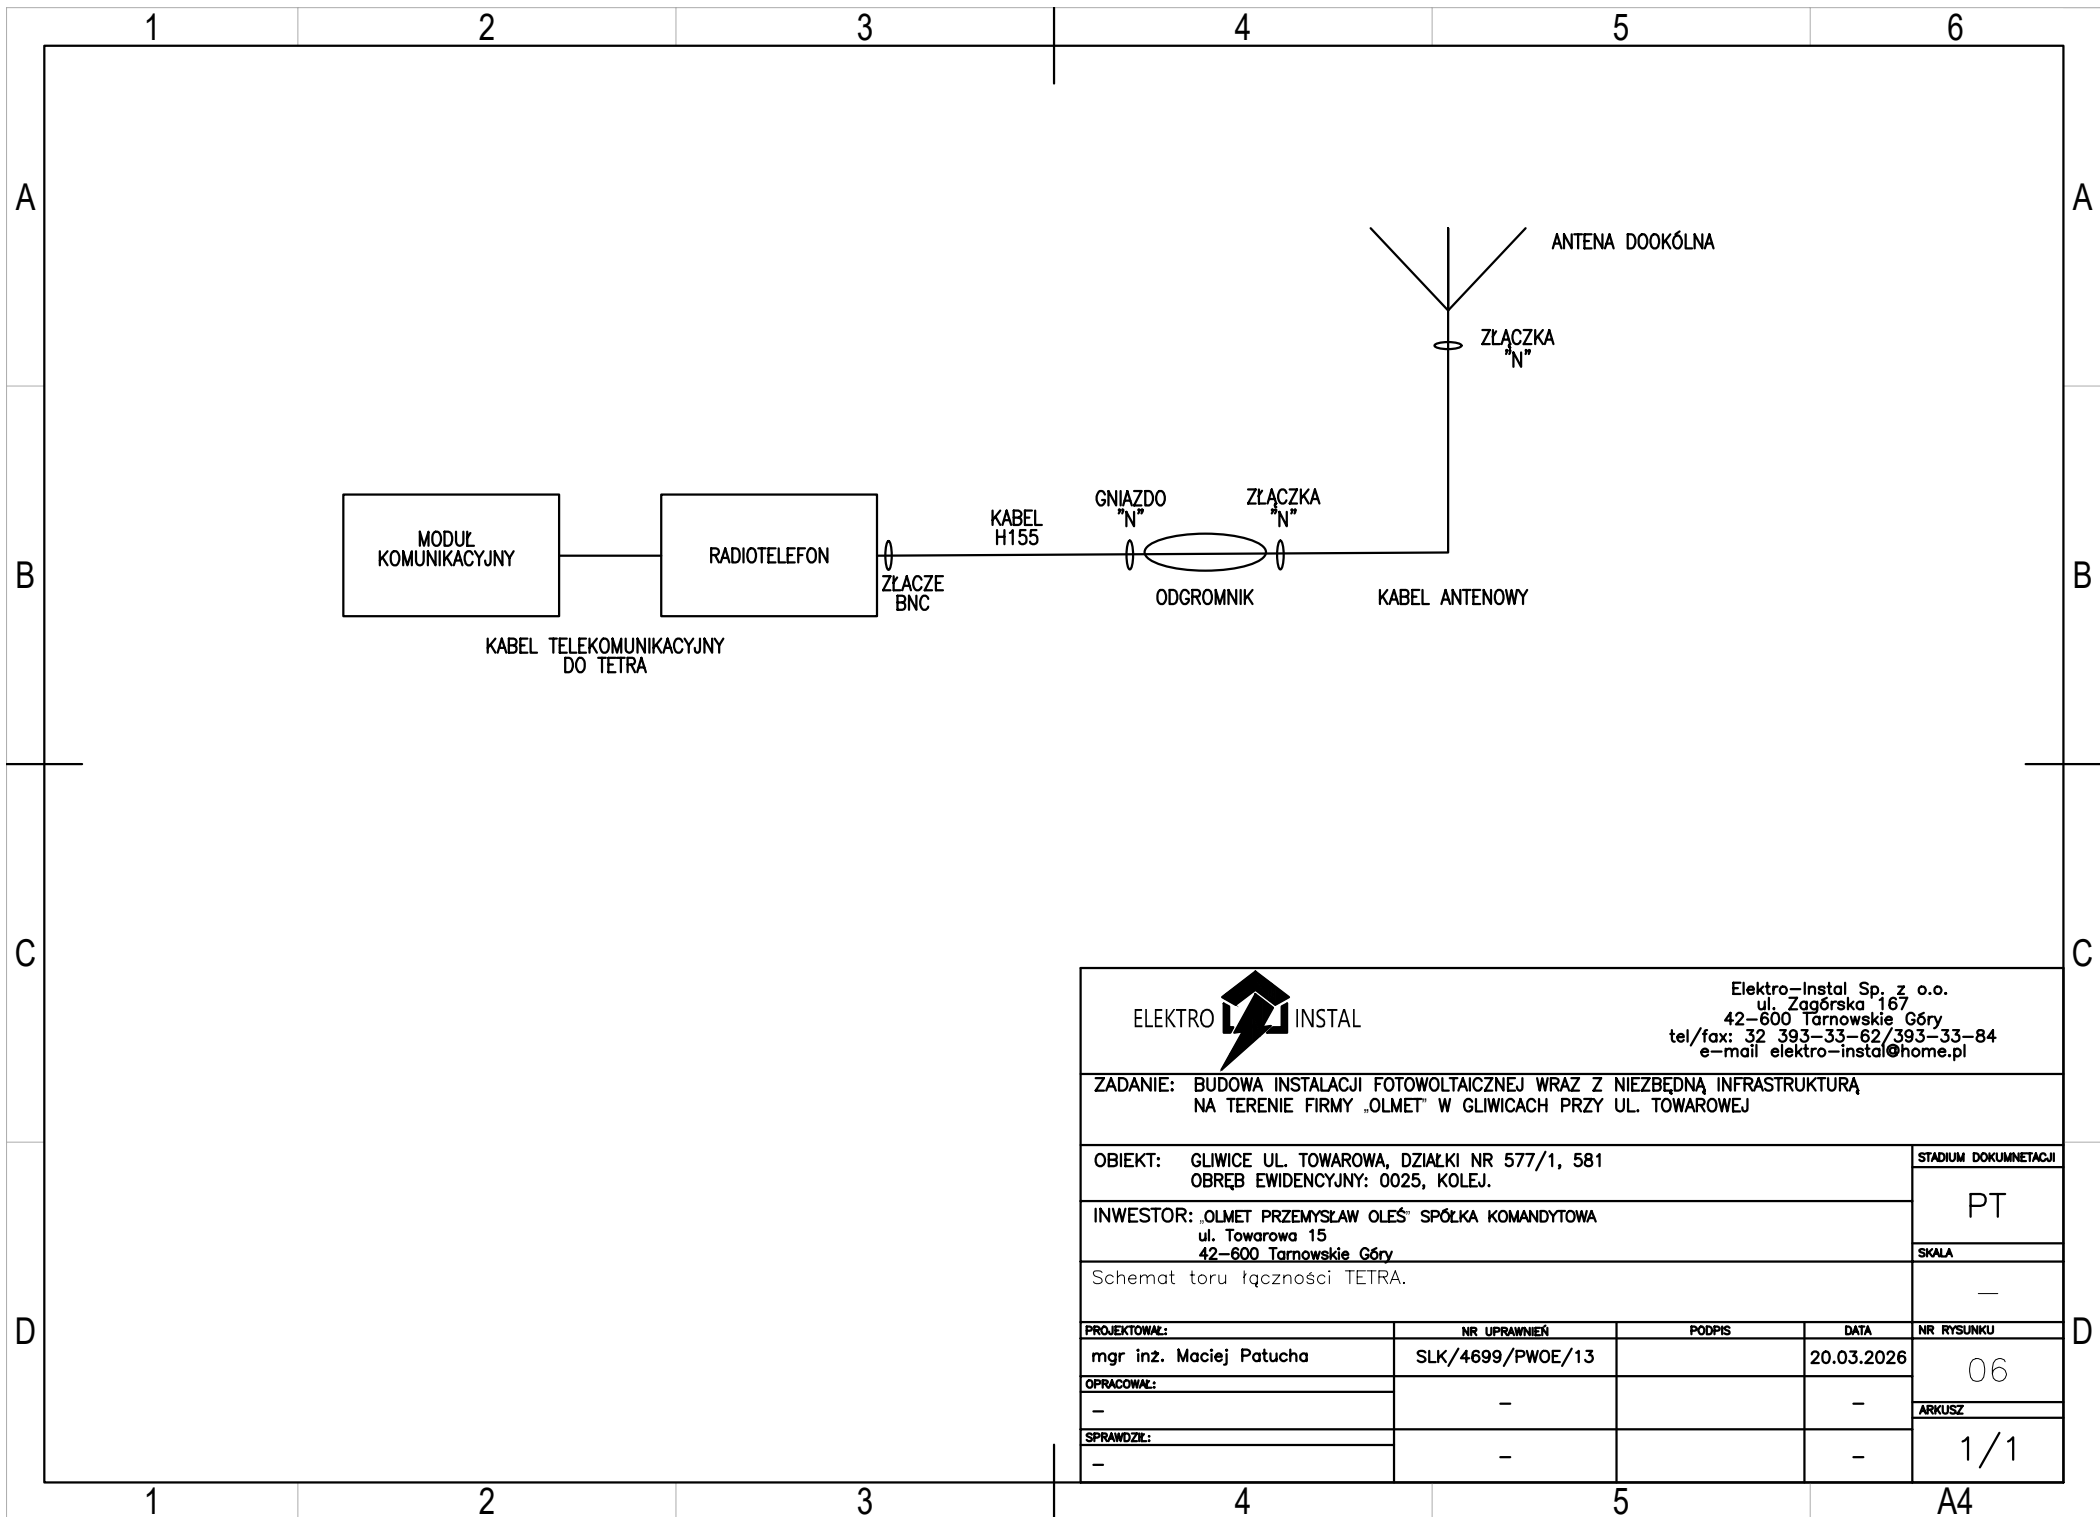 1 2 3 4 5 6
A A
ANTENA DOOKÓLNA
ZŁĄCZKA
"N"
B B
MODUŁ
KOMUNIKACYJNY
RADIOTELEFON
KABEL
H155
GNIAZDO
"N"
ZŁĄCZKA
"N"
ZŁACZE
BNC
ODGROMNIK
KABEL ANTENOWY
KABEL TELEKOMUNIKACYJNY
DO TETRA
C C
ELEKTRO INSTAL
Elektro-Instal Sp. z o.o.
ul. Zagórska 167
42-600 Tarnowskie Góry
tel/fax: 32 393-33-62/393-33-84
e-mail elektro-instal@home.pl
ZADANIE: BUDOWA INSTALACJI FOTOWOLTAICZNEJ WRAZ Z NIEZBĘDNĄ INFRASTRUKTURĄ
NA TERENIE FIRMY „OLMET" W GLIWICACH PRZY UL. TOWAROWEJ
OBIEKT: GLIWICE UL. TOWAROWA, DZIAŁKI NR 577/1, 581
OBRĘB EWIDENCYJNY: 0025, KOLEJ.
STADIUM DOKUMNETACJI
PT
INWESTOR: „OLMET PRZEMYSŁAW OLEŚ" SPÓŁKA KOMANDYTOWA
ul. Towarowa 15
42-600 Tarnowskie Góry
SKALA
—
Schemat toru łączności TETRA.
D D
PROJEKTOWAŁ: NR UPRAWNIEŃ PODPIS DATA NR RYSUNKU
mgr inż. Maciej Patucha SLK/4699/PWOE/13 20.03.2026 06
OPRACOWAŁ:
- - -
ARKUSZ
1/1
SPRAWDZIŁ:
- - -
1 2 3 4 5 A4